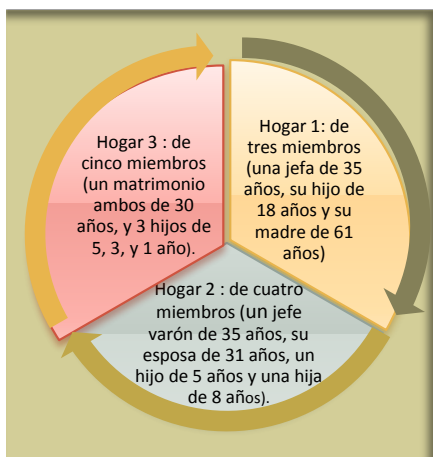 Hogar 1: de
tres miembros
(una jefa de 35
años, su hijo de
18 años y su
madre de 61
años)
Hogar 2 : de cuatro
miembros (un jefe
varón de 35 años, su
esposa de 31 años, un
hijo de 5 años y una hija
de 8 años).
Hogar 3 : de
cinco miembros
(un matrimonio
ambos de 30
años, y 3 hijos de
5, 3, y 1 año).